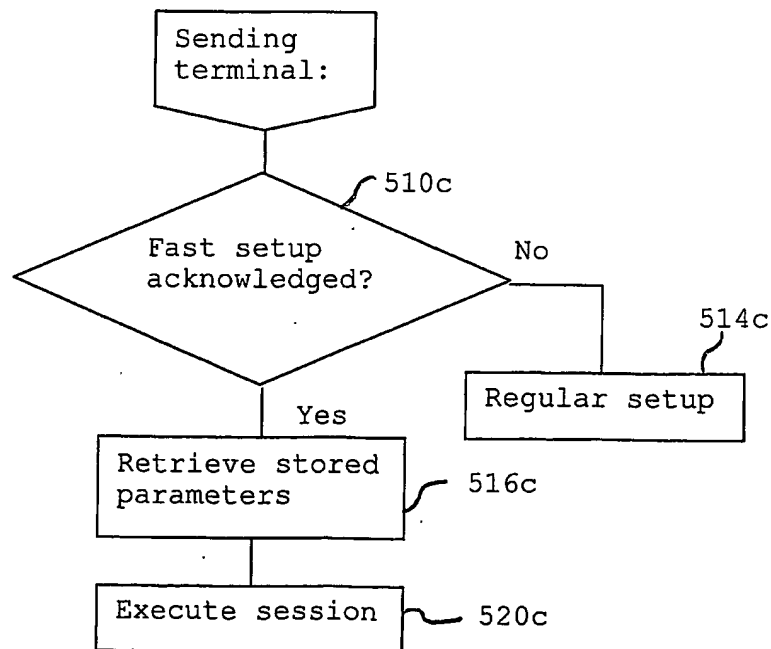 Sending
terminal:
510c
Fast setup
acknowledged?
No
514c
Regular setup
Yes
Retrieve stored
parameters
516c
Execute session
520c